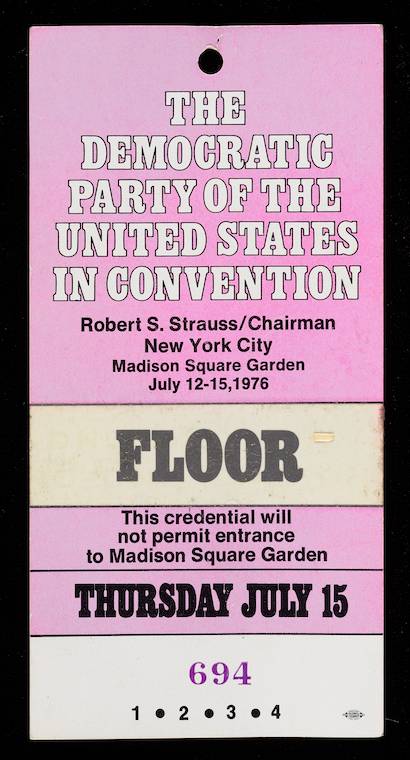 THE
DEMOCRATIC
PARTY OF THE
UNITED STATES
IN CONVENTION
Robert S. Strauss/Chairman
New York City
Madison Square Garden
July 12-15,1976
FLOOR
This credential will
not permit entrance
to Madison Square Garden
THURSDAY JULY 15
694
1 • 2 • 3 • 4